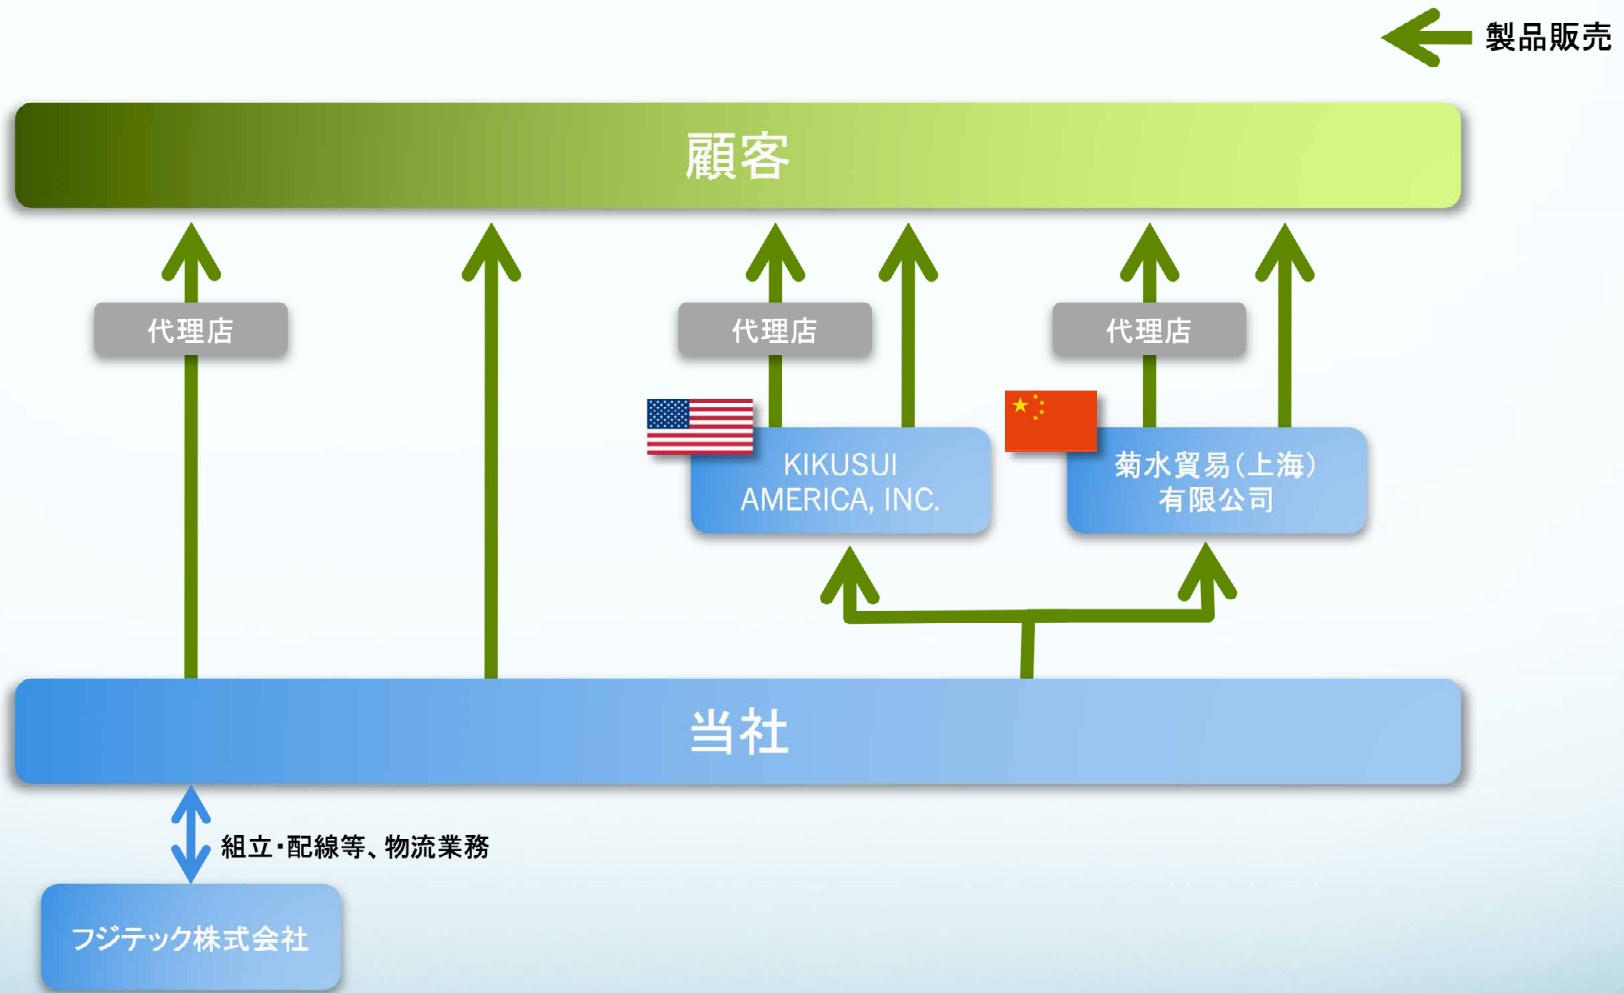 製品販売
顧客
代理店
代理店
代理店
KIKUSUI
AMERICA, INC.
菊水貿易(上海)
有限公司
当社
組立・配線等、物流業務
フジテック株式会社